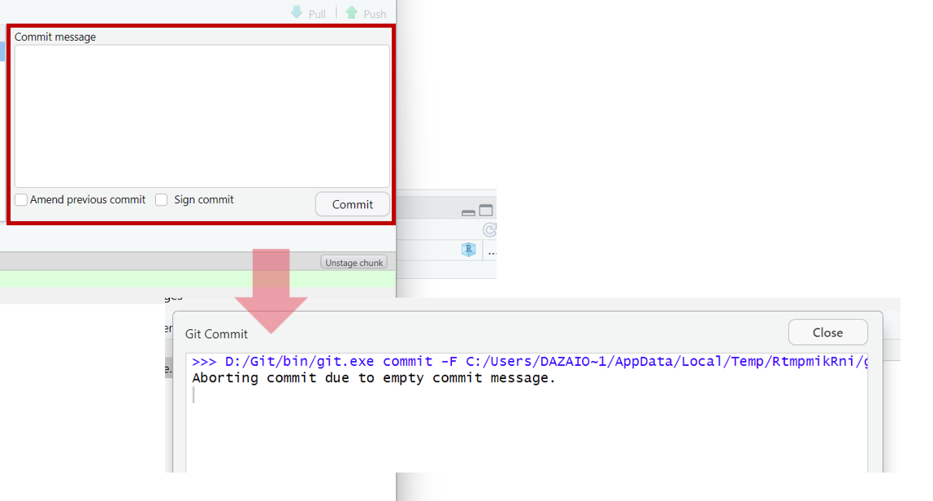 Pull Push
Commit message
Amend previous commit Sign commit Commit
Unstage chunk
Git Commit Close
>>> D:/Git/bin/git.exe commit -F C:/Users/DAZAIO~1/AppData/Local/Temp/RtmpmikRni/g
Aborting commit due to empty commit message.